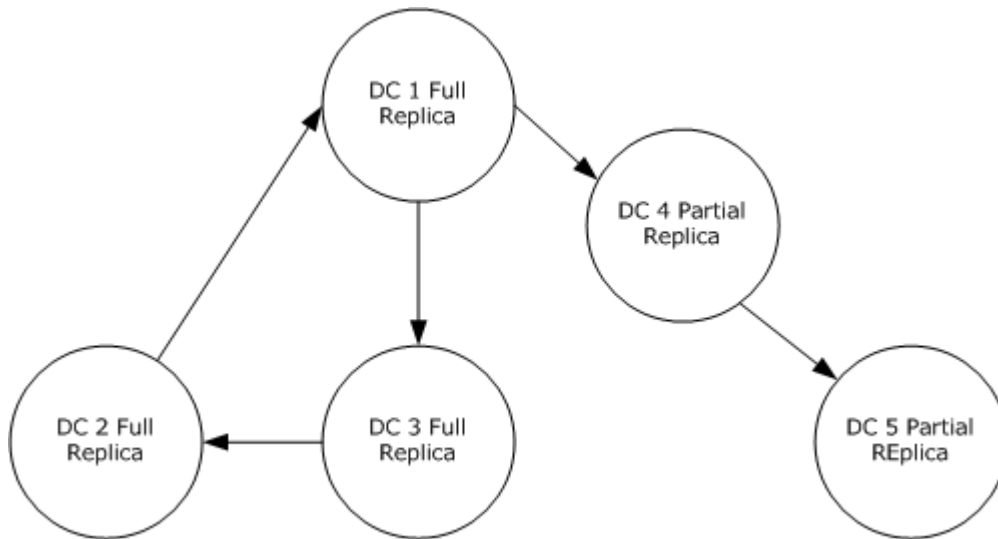 DC 1 Full
Replica
DC 4 Partial
Replica
DC 2 Full
Replica
DC 3 Full
Replica
DC 5 Partial
REplica